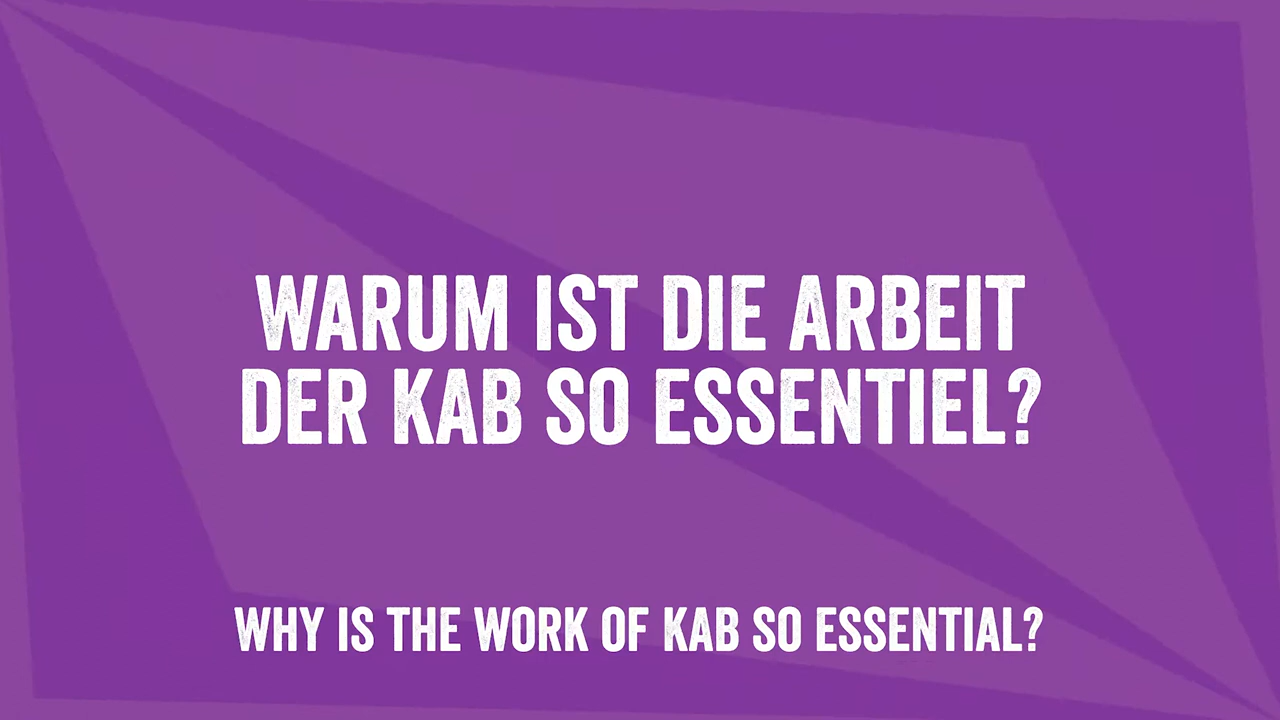 WARUM IST DIE ARBEIT
DER KAB SO ESSENTIEL?
WHY IS THE WORK OF KAB SO ESSENTIAL?